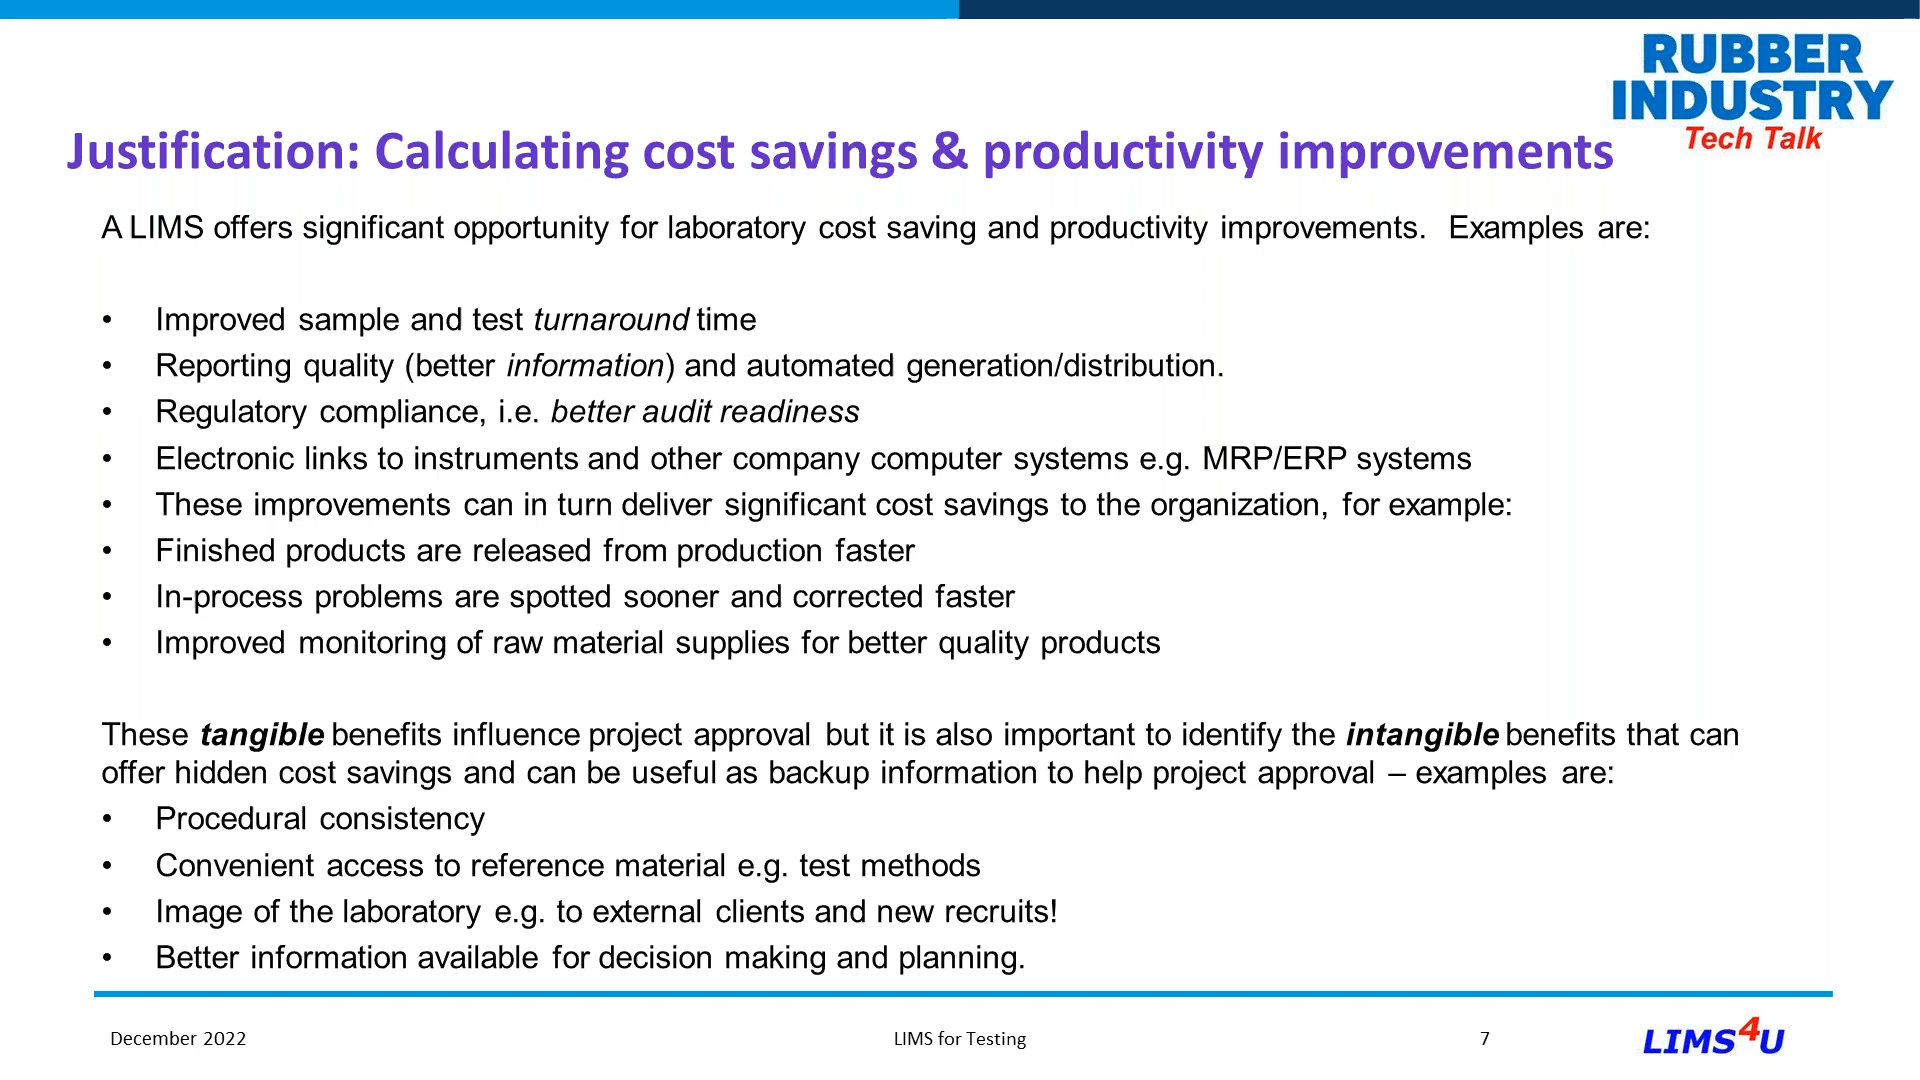 RUBBER
INDUSTRY
Tech Talk
Justification: Calculating cost savings & productivity improvements
A LIMS offers significant opportunity for laboratory cost saving and productivity improvements. Examples are:
• Improved sample and test turnaround time
• Reporting quality (better information) and automated generation/distribution.
• Regulatory compliance, i.e. better audit readiness
• Electronic links to instruments and other company computer systems e.g. MRP/ERP systems
• These improvements can in turn deliver significant cost savings to the organization, for example:
• Finished products are released from production faster
• In-process problems are spotted sooner and corrected faster
• Improved monitoring of raw material supplies for better quality products
These tangible benefits influence project approval but it is also important to identify the intangible benefits that can
offer hidden cost savings and can be useful as backup information to help project approval – examples are:
• Procedural consistency
• Convenient access to reference material e.g. test methods
• Image of the laboratory e.g. to external clients and new recruits!
• Better information available for decision making and planning.
December 2022
LIMS for Testing
7
LIMS4U